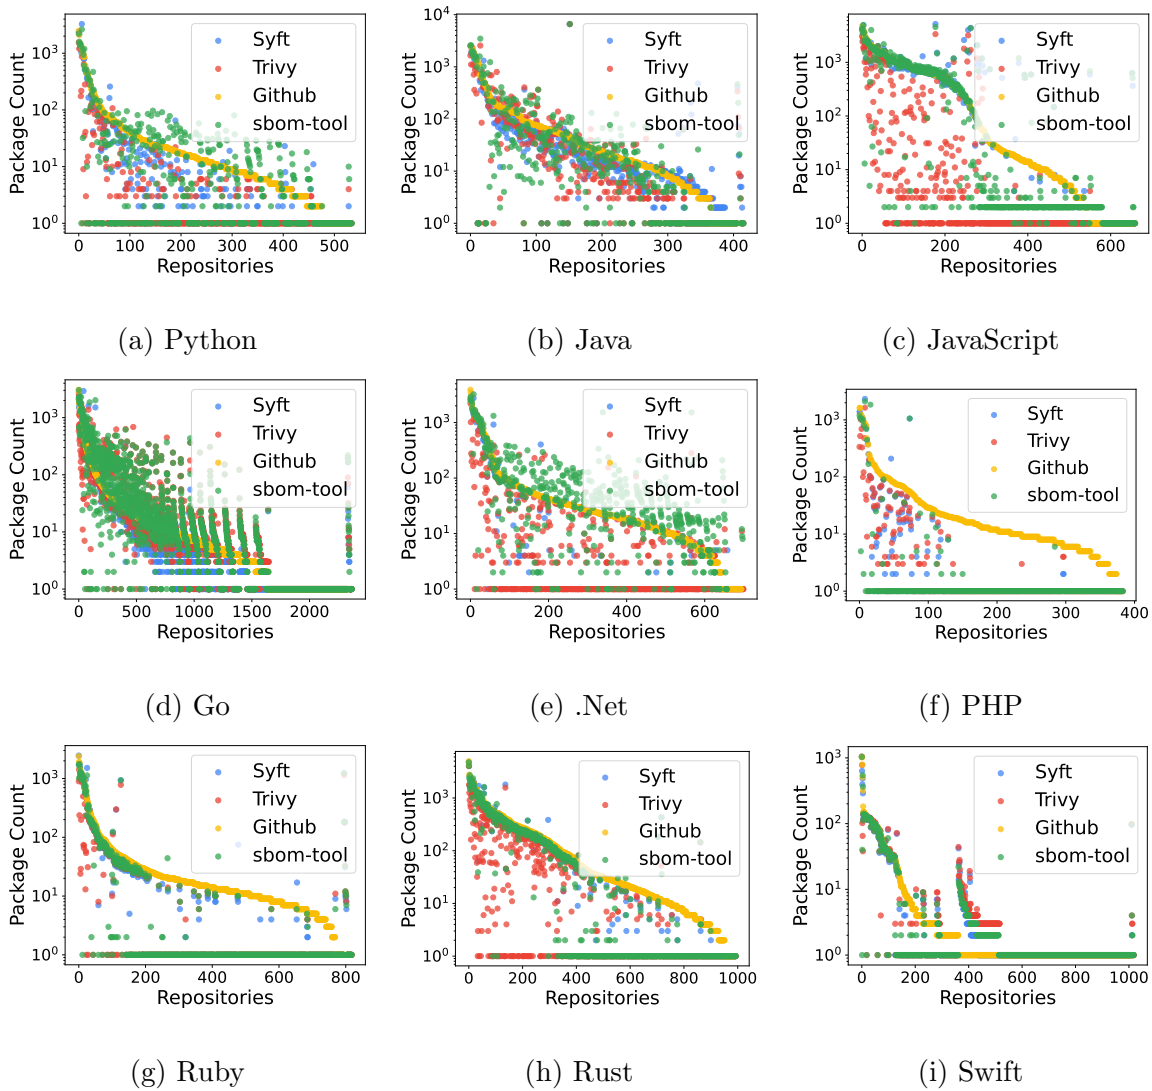 Package Count
10³
10²
10¹
10⁰
Syft
Trivy
Github
sbom-tool
0 100 200 300 400 500
Repositories
(a) Python
Package Count
10⁴
10³
10²
10¹
10⁰
Syft
Trivy
Github
sbom-tool
0 100 200 300 400
Repositories
(b) Java
Package Count
10³
10²
10¹
10⁰
Syft
Trivy
Github
sbom-tool
0 200 400 600
Repositories
(c) JavaScript
Package Count
10³
10²
10¹
10⁰
Syft
Trivy
Github
sbom-tool
0 500 1000 1500 2000
Repositories
(d) Go
Package Count
10³
10²
10¹
10⁰
Syft
Trivy
Github
sbom-tool
0 200 400 600
Repositories
(e) .Net
Package Count
10³
10²
10¹
10⁰
Syft
Trivy
Github
sbom-tool
0 100 200 300 400
Repositories
(f) PHP
Package Count
10³
10²
10¹
10⁰
Syft
Trivy
Github
sbom-tool
0 200 400 600 800
Repositories
(g) Ruby
Package Count
10³
10²
10¹
10⁰
Syft
Trivy
Github
sbom-tool
0 200 400 600 800 1000
Repositories
(h) Rust
Package Count
10³
10²
10¹
10⁰
Syft
Trivy
Github
sbom-tool
0 200 400 600 800 1000
Repositories
(i) Swift